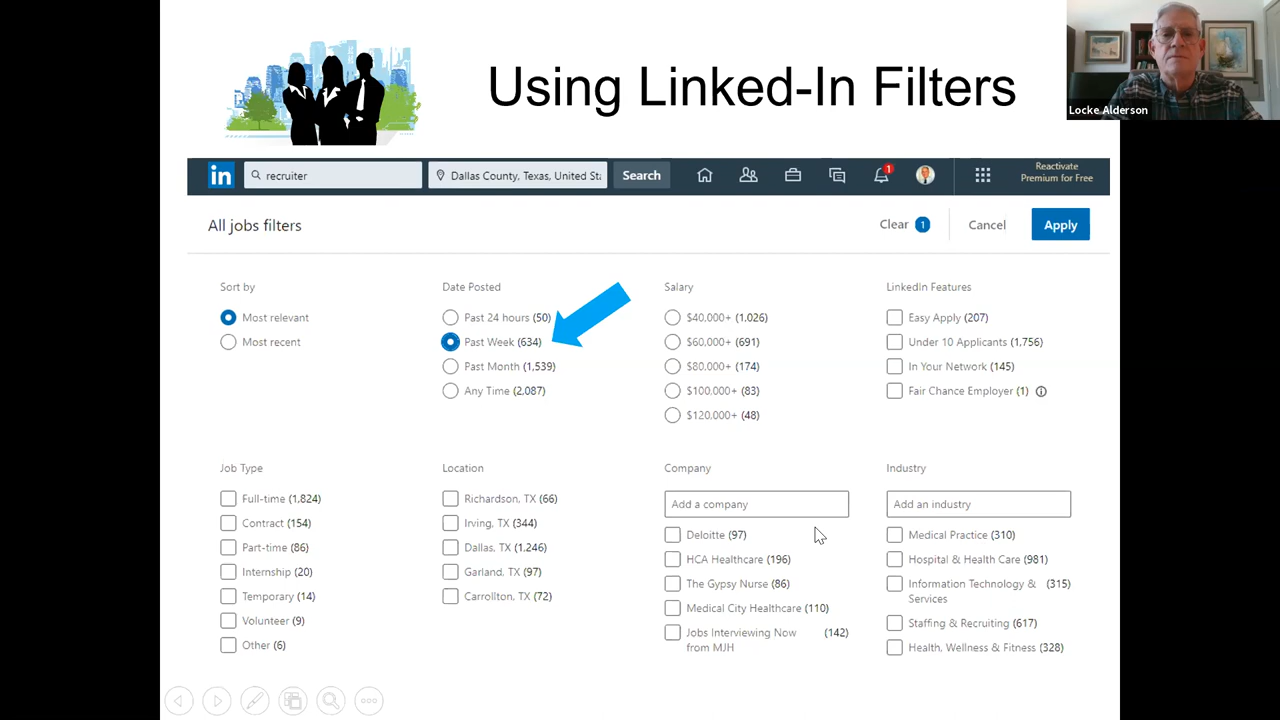 Using Linked-In Filters
Locke Alderson
in
recruiter
Dallas County, Texas, United St
Search
1
Reactivate
Premium for Free
All jobs filters
Clear 1
Cancel
Apply
Sort by
Most relevant
Most recent
Date Posted
Past 24 hours (50)
Past Week (634)
Past Month (1,539)
Any Time (2,087)
Salary
$40,000+ (1,026)
$60,000+ (691)
$80,000+ (174)
$100,000+ (83)
$120,000+ (48)
LinkedIn Features
Easy Apply (207)
Under 10 Applicants (1,756)
In Your Network (145)
Fair Chance Employer (1)
Job Type
Full-time (1,824)
Contract (154)
Part-time (86)
Internship (20)
Temporary (14)
Volunteer (9)
Other (6)
Location
Richardson, TX (66)
Irving, TX (344)
Dallas, TX (1,246)
Garland, TX (97)
Carrollton, TX (72)
Company
Add a company
Deloitte (97)
HCA Healthcare (196)
The Gypsy Nurse (86)
Medical City Healthcare (110)
Jobs Interviewing Now (142)
from MJH
Industry
Add an industry
Medical Practice (310)
Hospital & Health Care (981)
Information Technology & (315)
Services
Staffing & Recruiting (617)
Health, Wellness & Fitness (328)